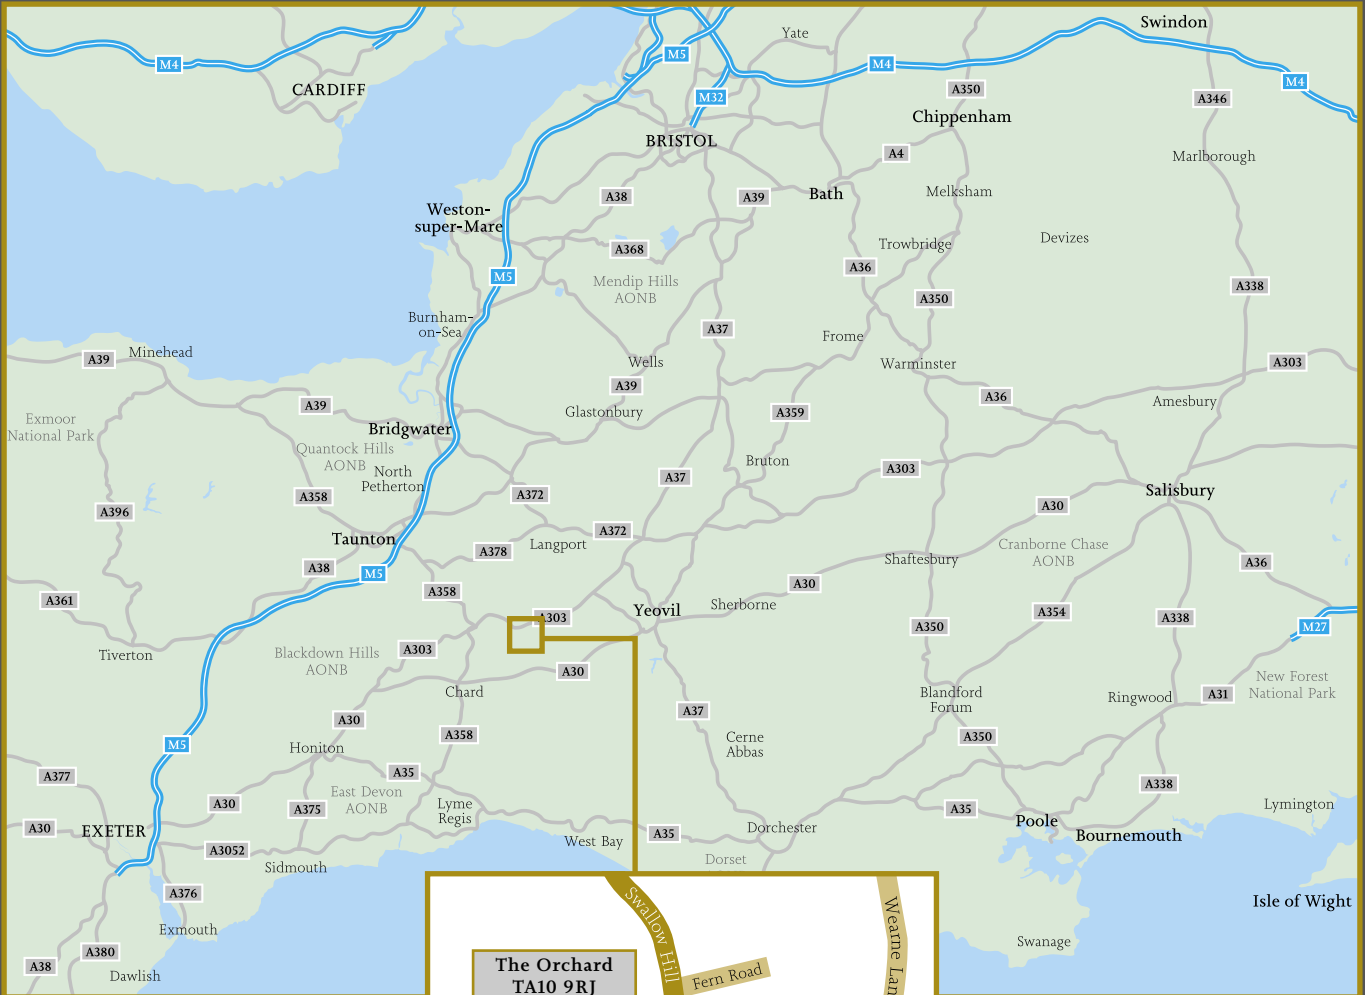 Swindon
Yate
M5
M4
M4
M4
CARDIFF
A350
M32
A346
Chippenham
BRISTOL
A4
Marlborough
A38
A39
Bath
Melksham
Weston-
super-Mare
A368
Trowbridge
Devizes
M5
A36
Mendip Hills
AONB
A338
A350
Burnham-
on-Sea
A37
Frome
A39
Minehead
Wells
Warminster
A303
A39
A36
A39
Glastonbury
A359
Amesbury
Exmoor
National Park
Bridgwater
Quantock Hills
AONB
North
Petherton
Bruton
A303
A37
A358
A372
Salisbury
A396
A30
Taunton
A372
Langport
A378
Shaftesbury
Cranborne Chase
AONB
A38
M5
A36
A358
A30
A361
Yeovil
Sherborne
A354
A303
A350
A338
M27
Tiverton
Blackdown Hills
AONB
A303
A30
New Forest
National Park
Chard
Blandford
Forum
Ringwood
A31
A30
A37
A358
M5
Honiton
Cerne
Abbas
A350
A377
A35
A338
East Devon
AONB
A30
A375
Lyme
Regis
A35
Lymington
A30
EXETER
Poole
Dorchester
A35
Bournemouth
West Bay
A3052
Sidmouth
Dorset
A376
Isle of Wight
Swallow Hill
Wearne Lan
Exmouth
Swanage
A380
A38
Dawlish
Fern Road
The Orchard
TA10 9RJ